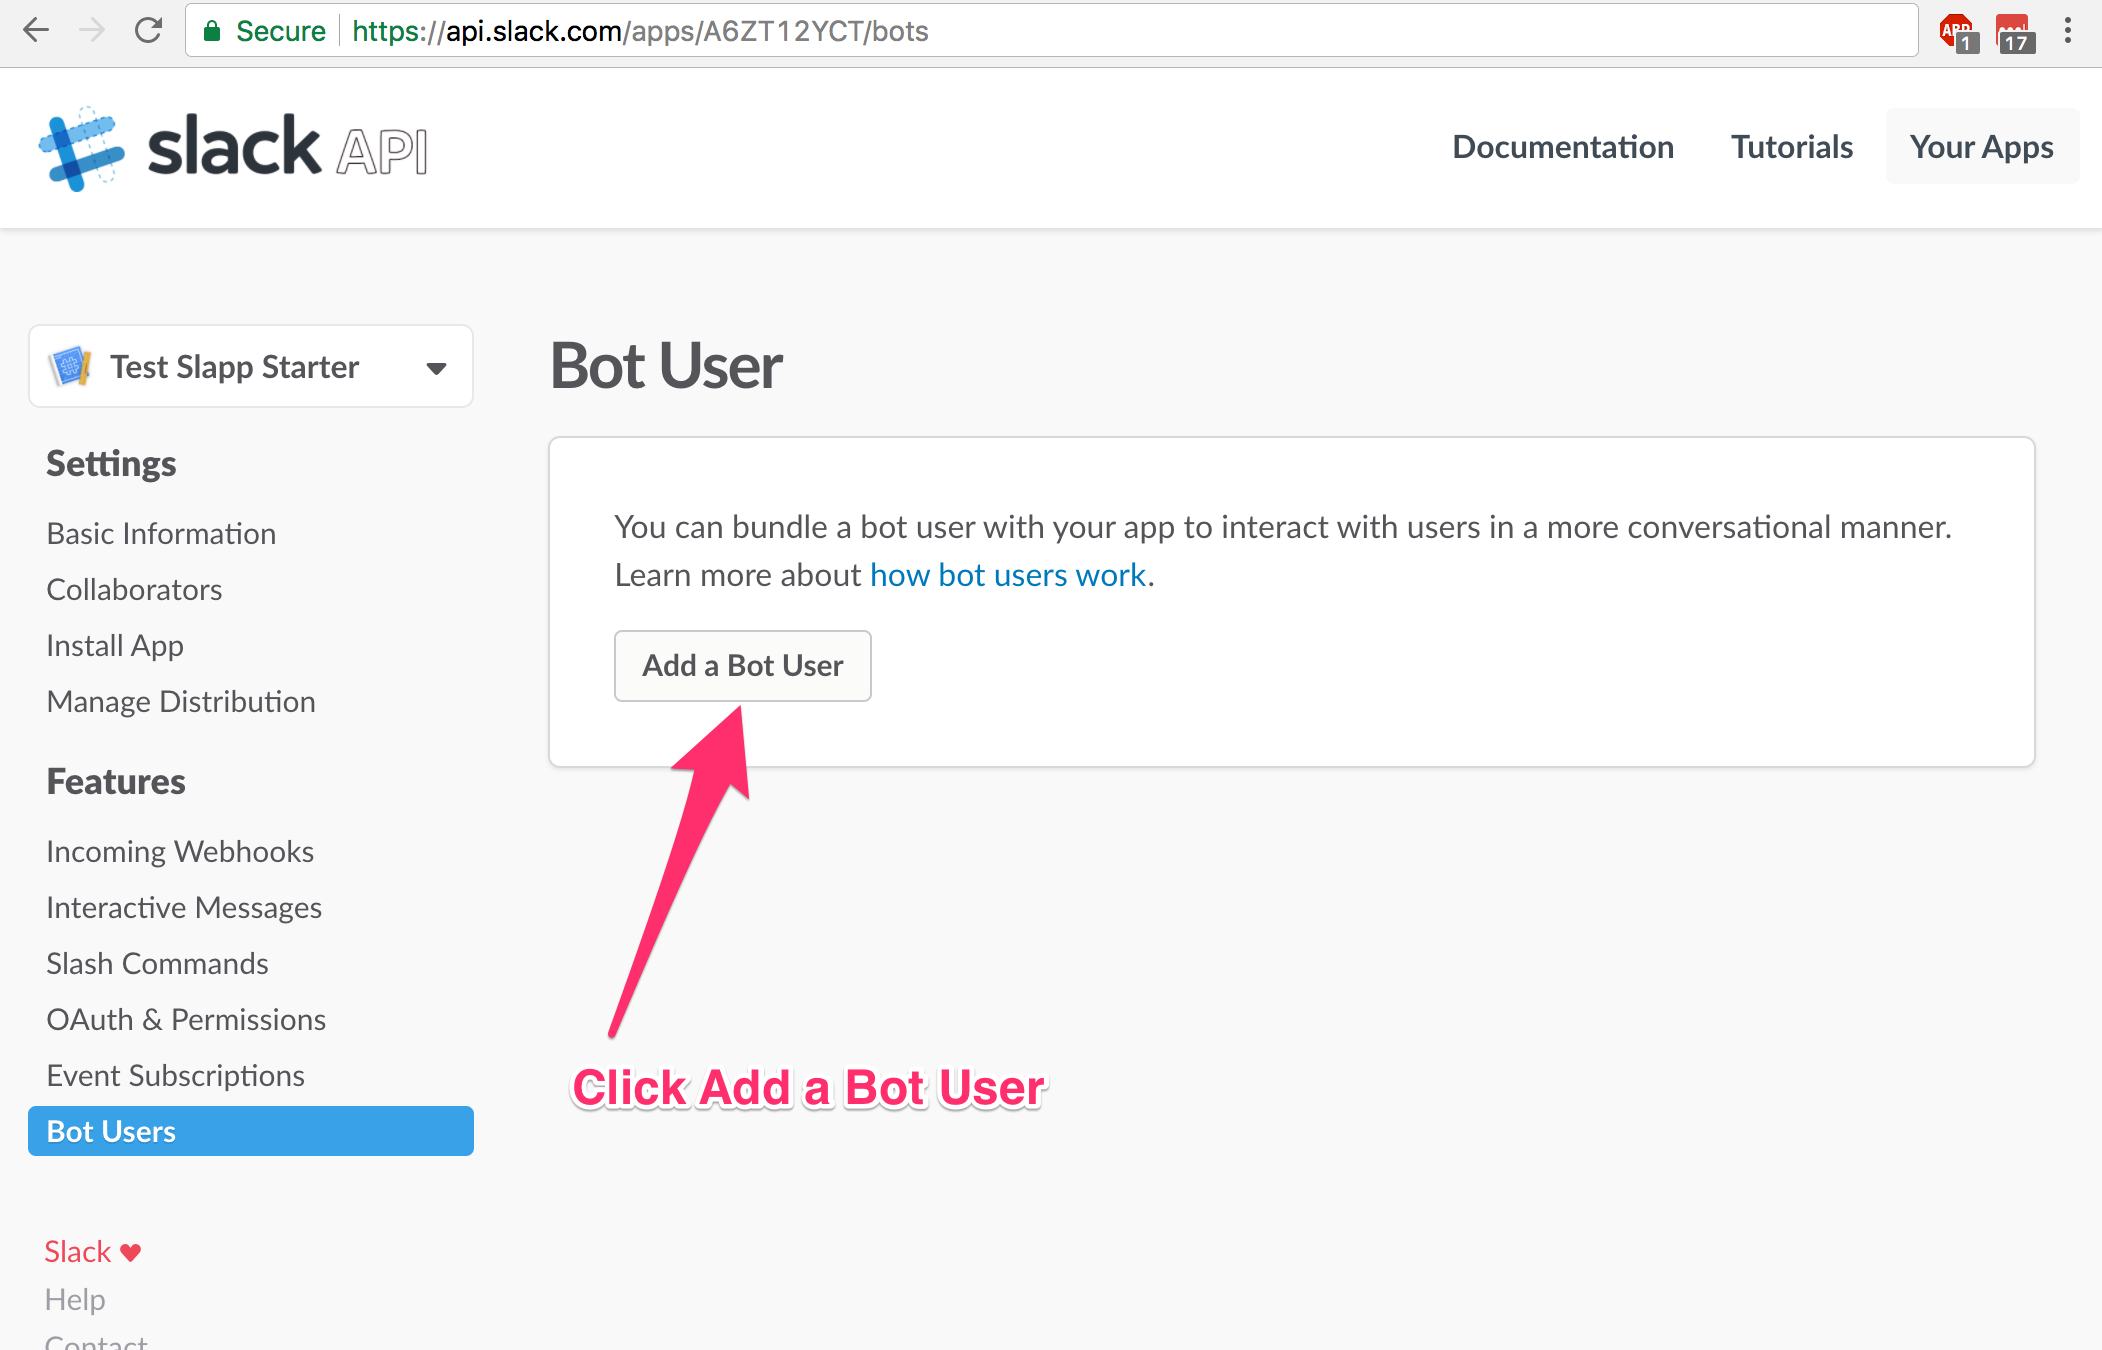 Secure https://api.slack.com/apps/A6ZT12YCT/bots
ABP 1 17
slack API
Documentation Tutorials Your Apps
Test Slapp Starter
Bot User
Settings
Basic Information
Collaborators
Install App
Manage Distribution
You can bundle a bot user with your app to interact with users in a more conversational manner.
Learn more about how bot users work.
Add a Bot User
Features
Incoming Webhooks
Interactive Messages
Slash Commands
OAuth & Permissions
Event Subscriptions
Bot Users
Click Add a Bot User
Slack ♥
Help
Contact